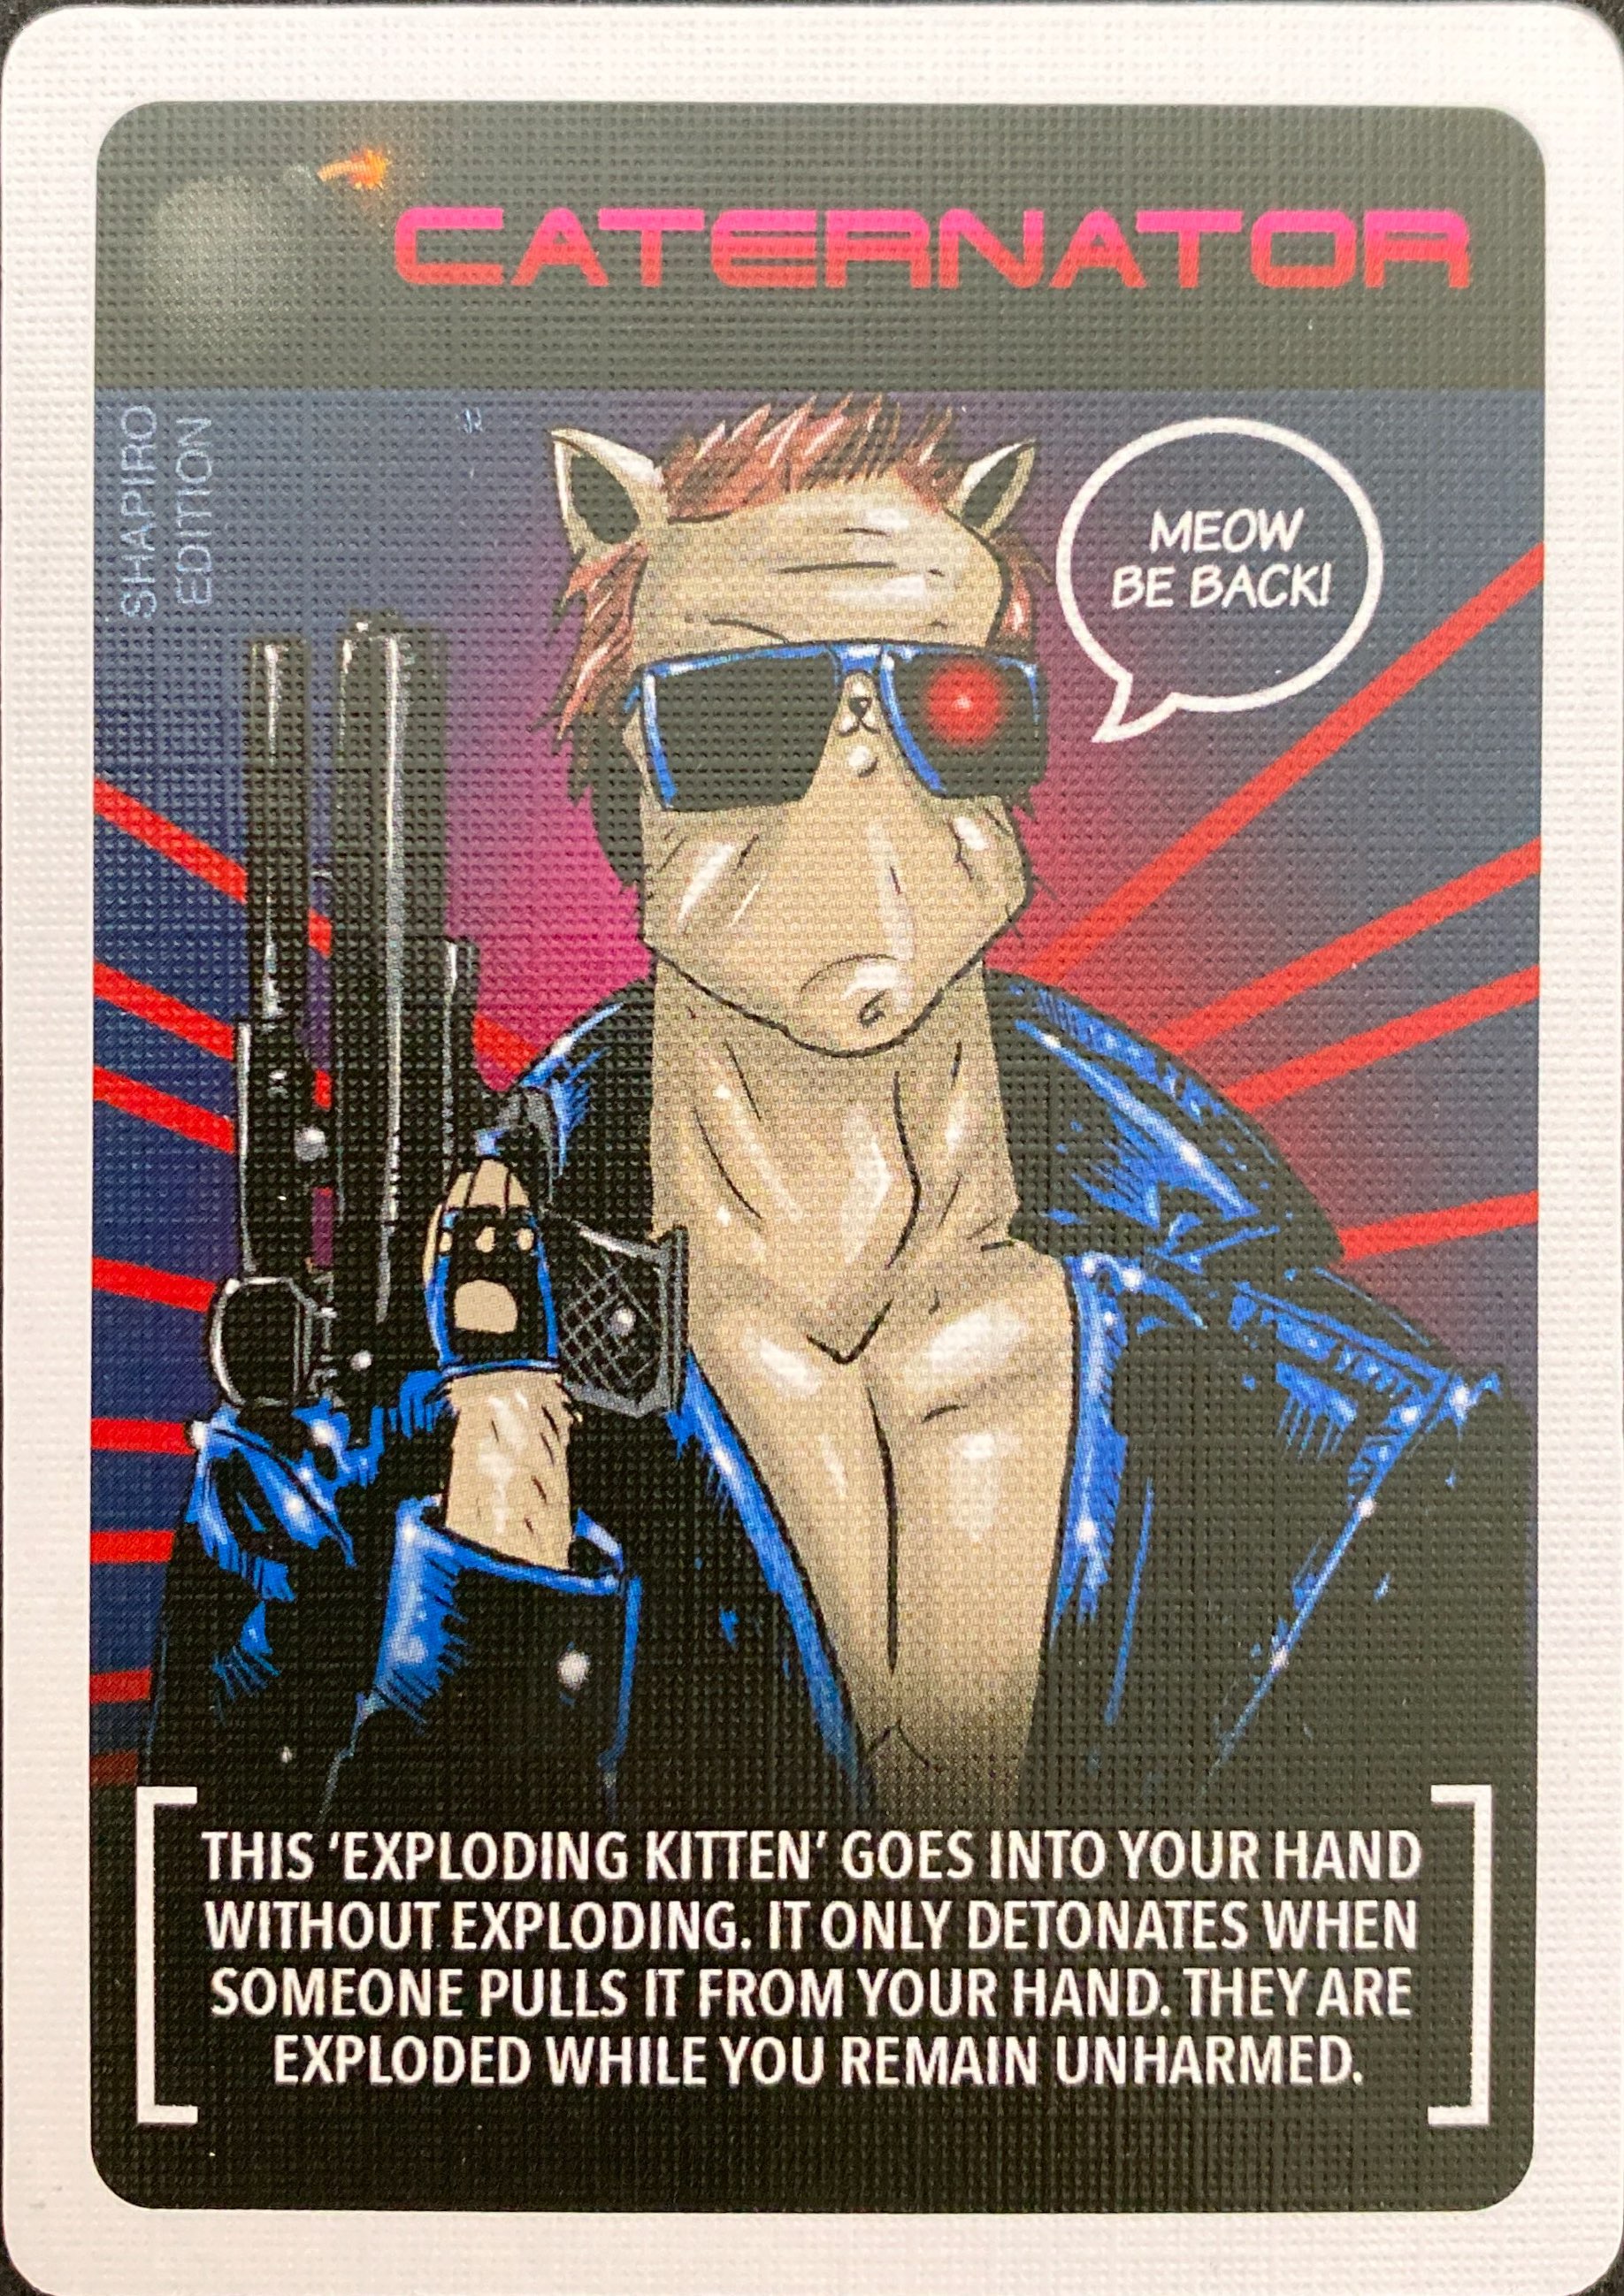 CATERNATOR
SHAPIRO
EDITION
MEOW
BE BACK!
THIS ‘EXPLODING KITTEN’ GOES INTO YOUR HAND
WITHOUT EXPLODING. IT ONLY DETONATES WHEN
SOMEONE PULLS IT FROM YOUR HAND. THEY ARE
EXPLODED WHILE YOU REMAIN UNHARMED.